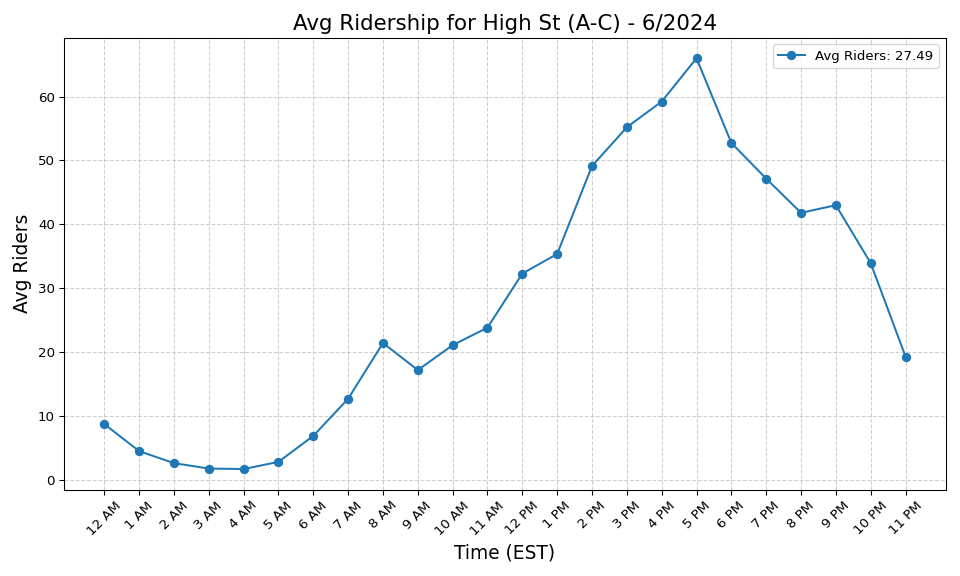 Avg Ridership for High St (A-C) - 6/2024
Avg Riders: 27.49
Avg Riders
60
50
40
30
20
10
0
12 AM
1 AM
2 AM
3 AM
4 AM
5 AM
6 AM
7 AM
8 AM
9 AM
10 AM
11 AM
12 PM
1 PM
2 PM
3 PM
4 PM
5 PM
6 PM
7 PM
8 PM
9 PM
10 PM
11 PM
Time (EST)